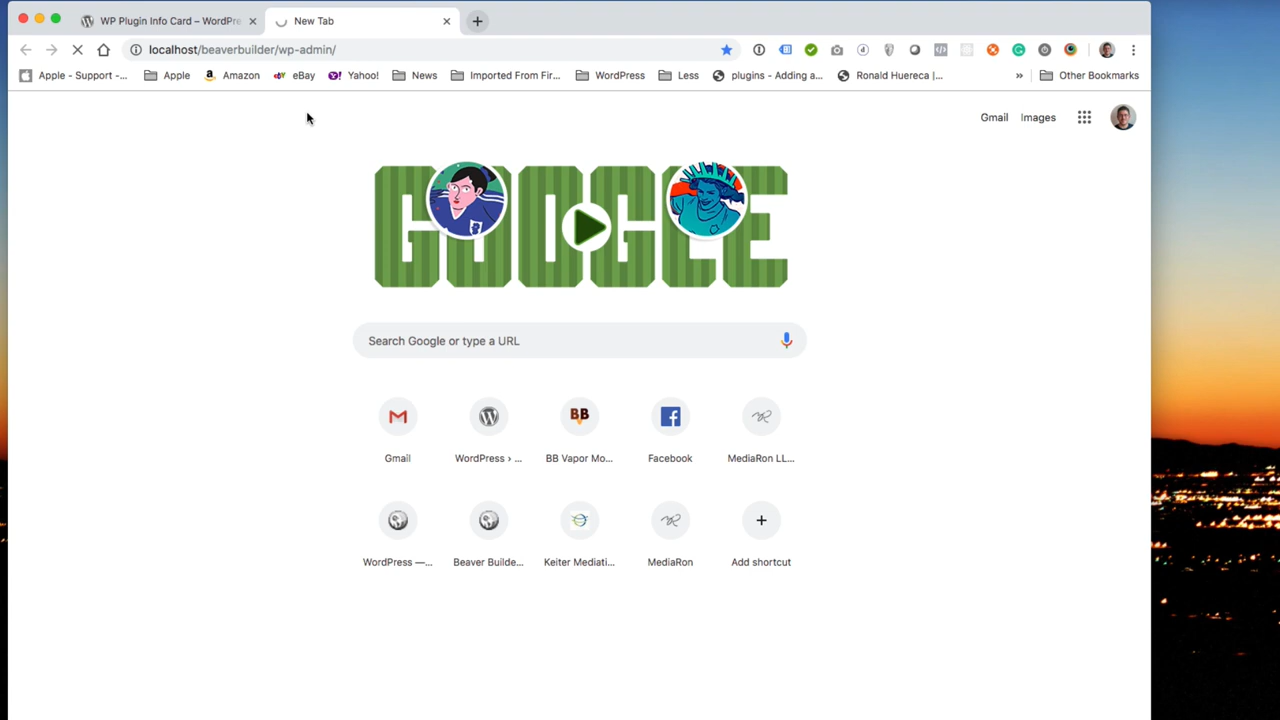 WP Plugin Info Card – WordPre
New Tab
localhost/beaverbuilder/wp-admin/
Apple - Support -...
Apple
Amazon
eBay
Yahoo!
News
Imported From Fir...
WordPress
Less
plugins - Adding a...
Ronald Huereca |...
»
Other Bookmarks
Gmail
Images
GOOGLE
Search Google or type a URL
Gmail
WordPress › ...
BB
BB Vapor Mo...
Facebook
MediaRon LL...
WordPress —...
Beaver Builde...
Keiter Mediati...
MediaRon
Add shortcut